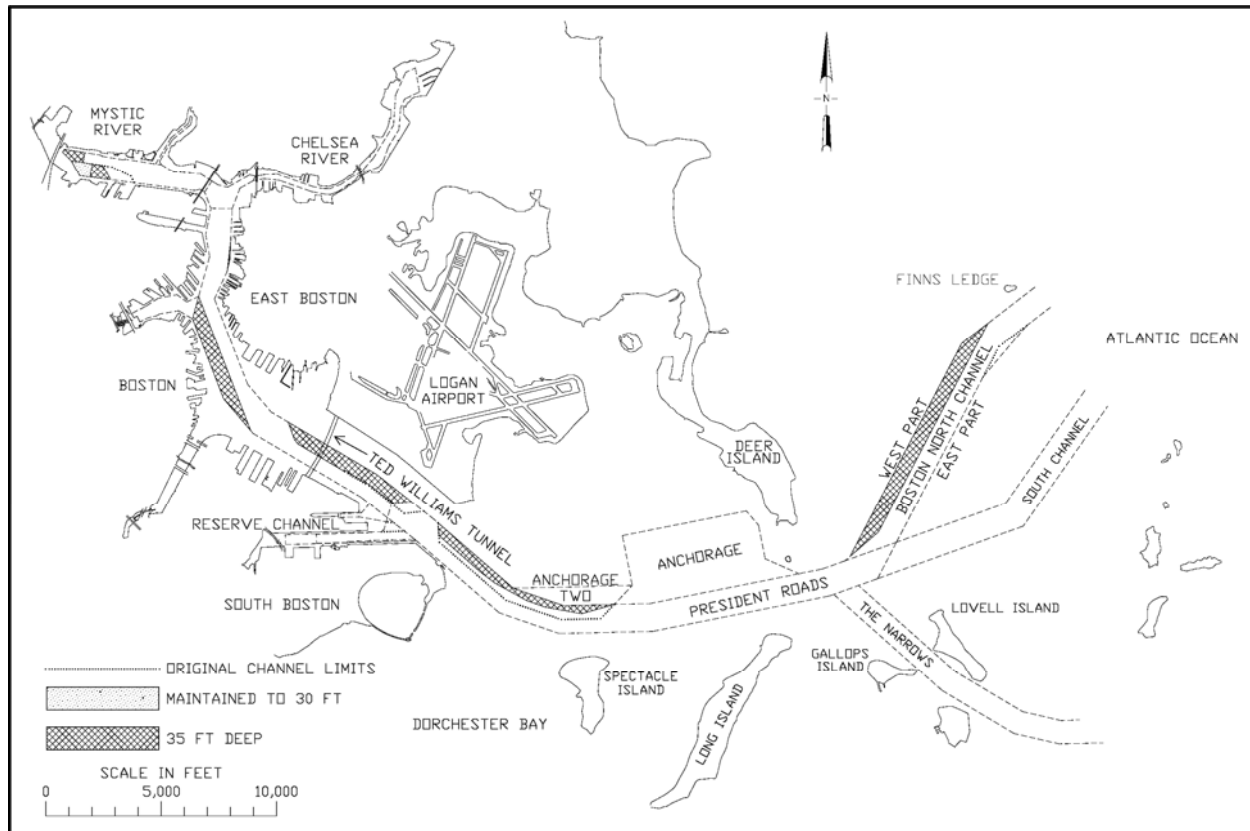 MYSTIC
RIVER
CHELSEA
RIVER
N
FINNS LEDGE
EAST BOSTON
ATLANTIC OCEAN
BOSTON
LOGAN
AIRPORT
WEST PART
BOSTON NORTH CHANNEL
EAST PART
DEER
ISLAND
SOUTH CHANNEL
TED WILLIAMS TUNNEL
RESERVE CHANNEL
ANCHORAGE
ANCHORAGE
TWO
PRESIDENT ROADS
SOUTH BOSTON
LOVELL ISLAND
THE NARROWS
GALLOPS
ISLAND
SPECTACLE
ISLAND
LONG ISLAND
DORCHESTER BAY
ORIGINAL CHANNEL LIMITS
MAINTAINED TO 30 FT
35 FT DEEP
SCALE IN FEET
0 5,000 10,000